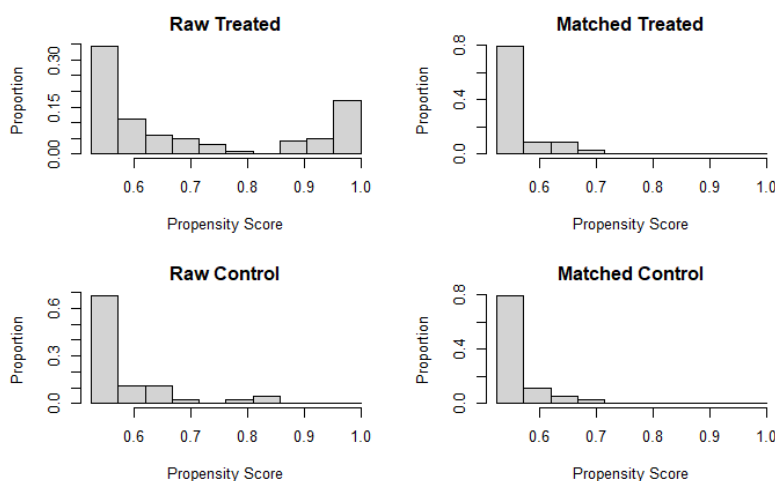 Raw Treated
Proportion
0.00 0.15 0.30
0.6 0.7 0.8 0.9 1.0
Propensity Score
Matched Treated
Proportion
0.0 0.4 0.8
0.6 0.7 0.8 0.9 1.0
Propensity Score
Raw Control
Proportion
0.0 0.3 0.6
0.6 0.7 0.8 0.9 1.0
Propensity Score
Matched Control
Proportion
0.0 0.4 0.8
0.6 0.7 0.8 0.9 1.0
Propensity Score